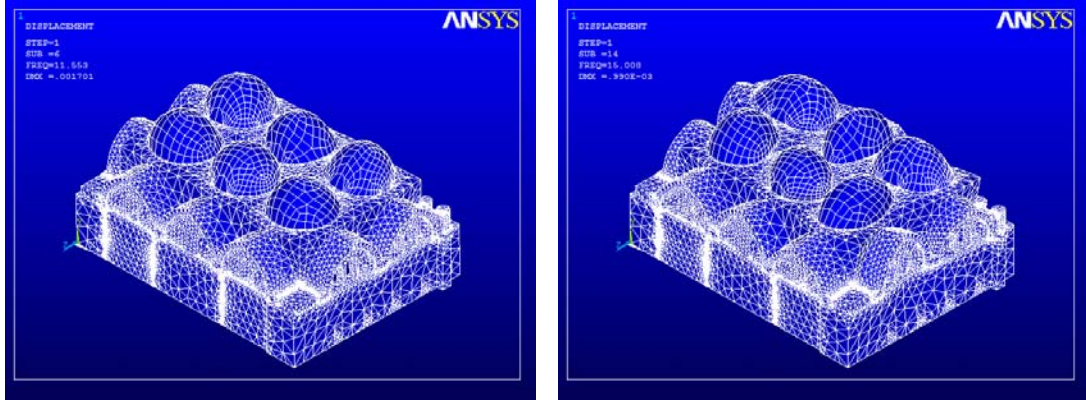 1
DISPLACEMENT
STEP=1
SUB =6
FREQ=11.553
DMX =.001701
ANSYS
1
DISPLACEMENT
STEP=1
SUB =14
FREQ=15.008
DMX =.990E-03
ANSYS